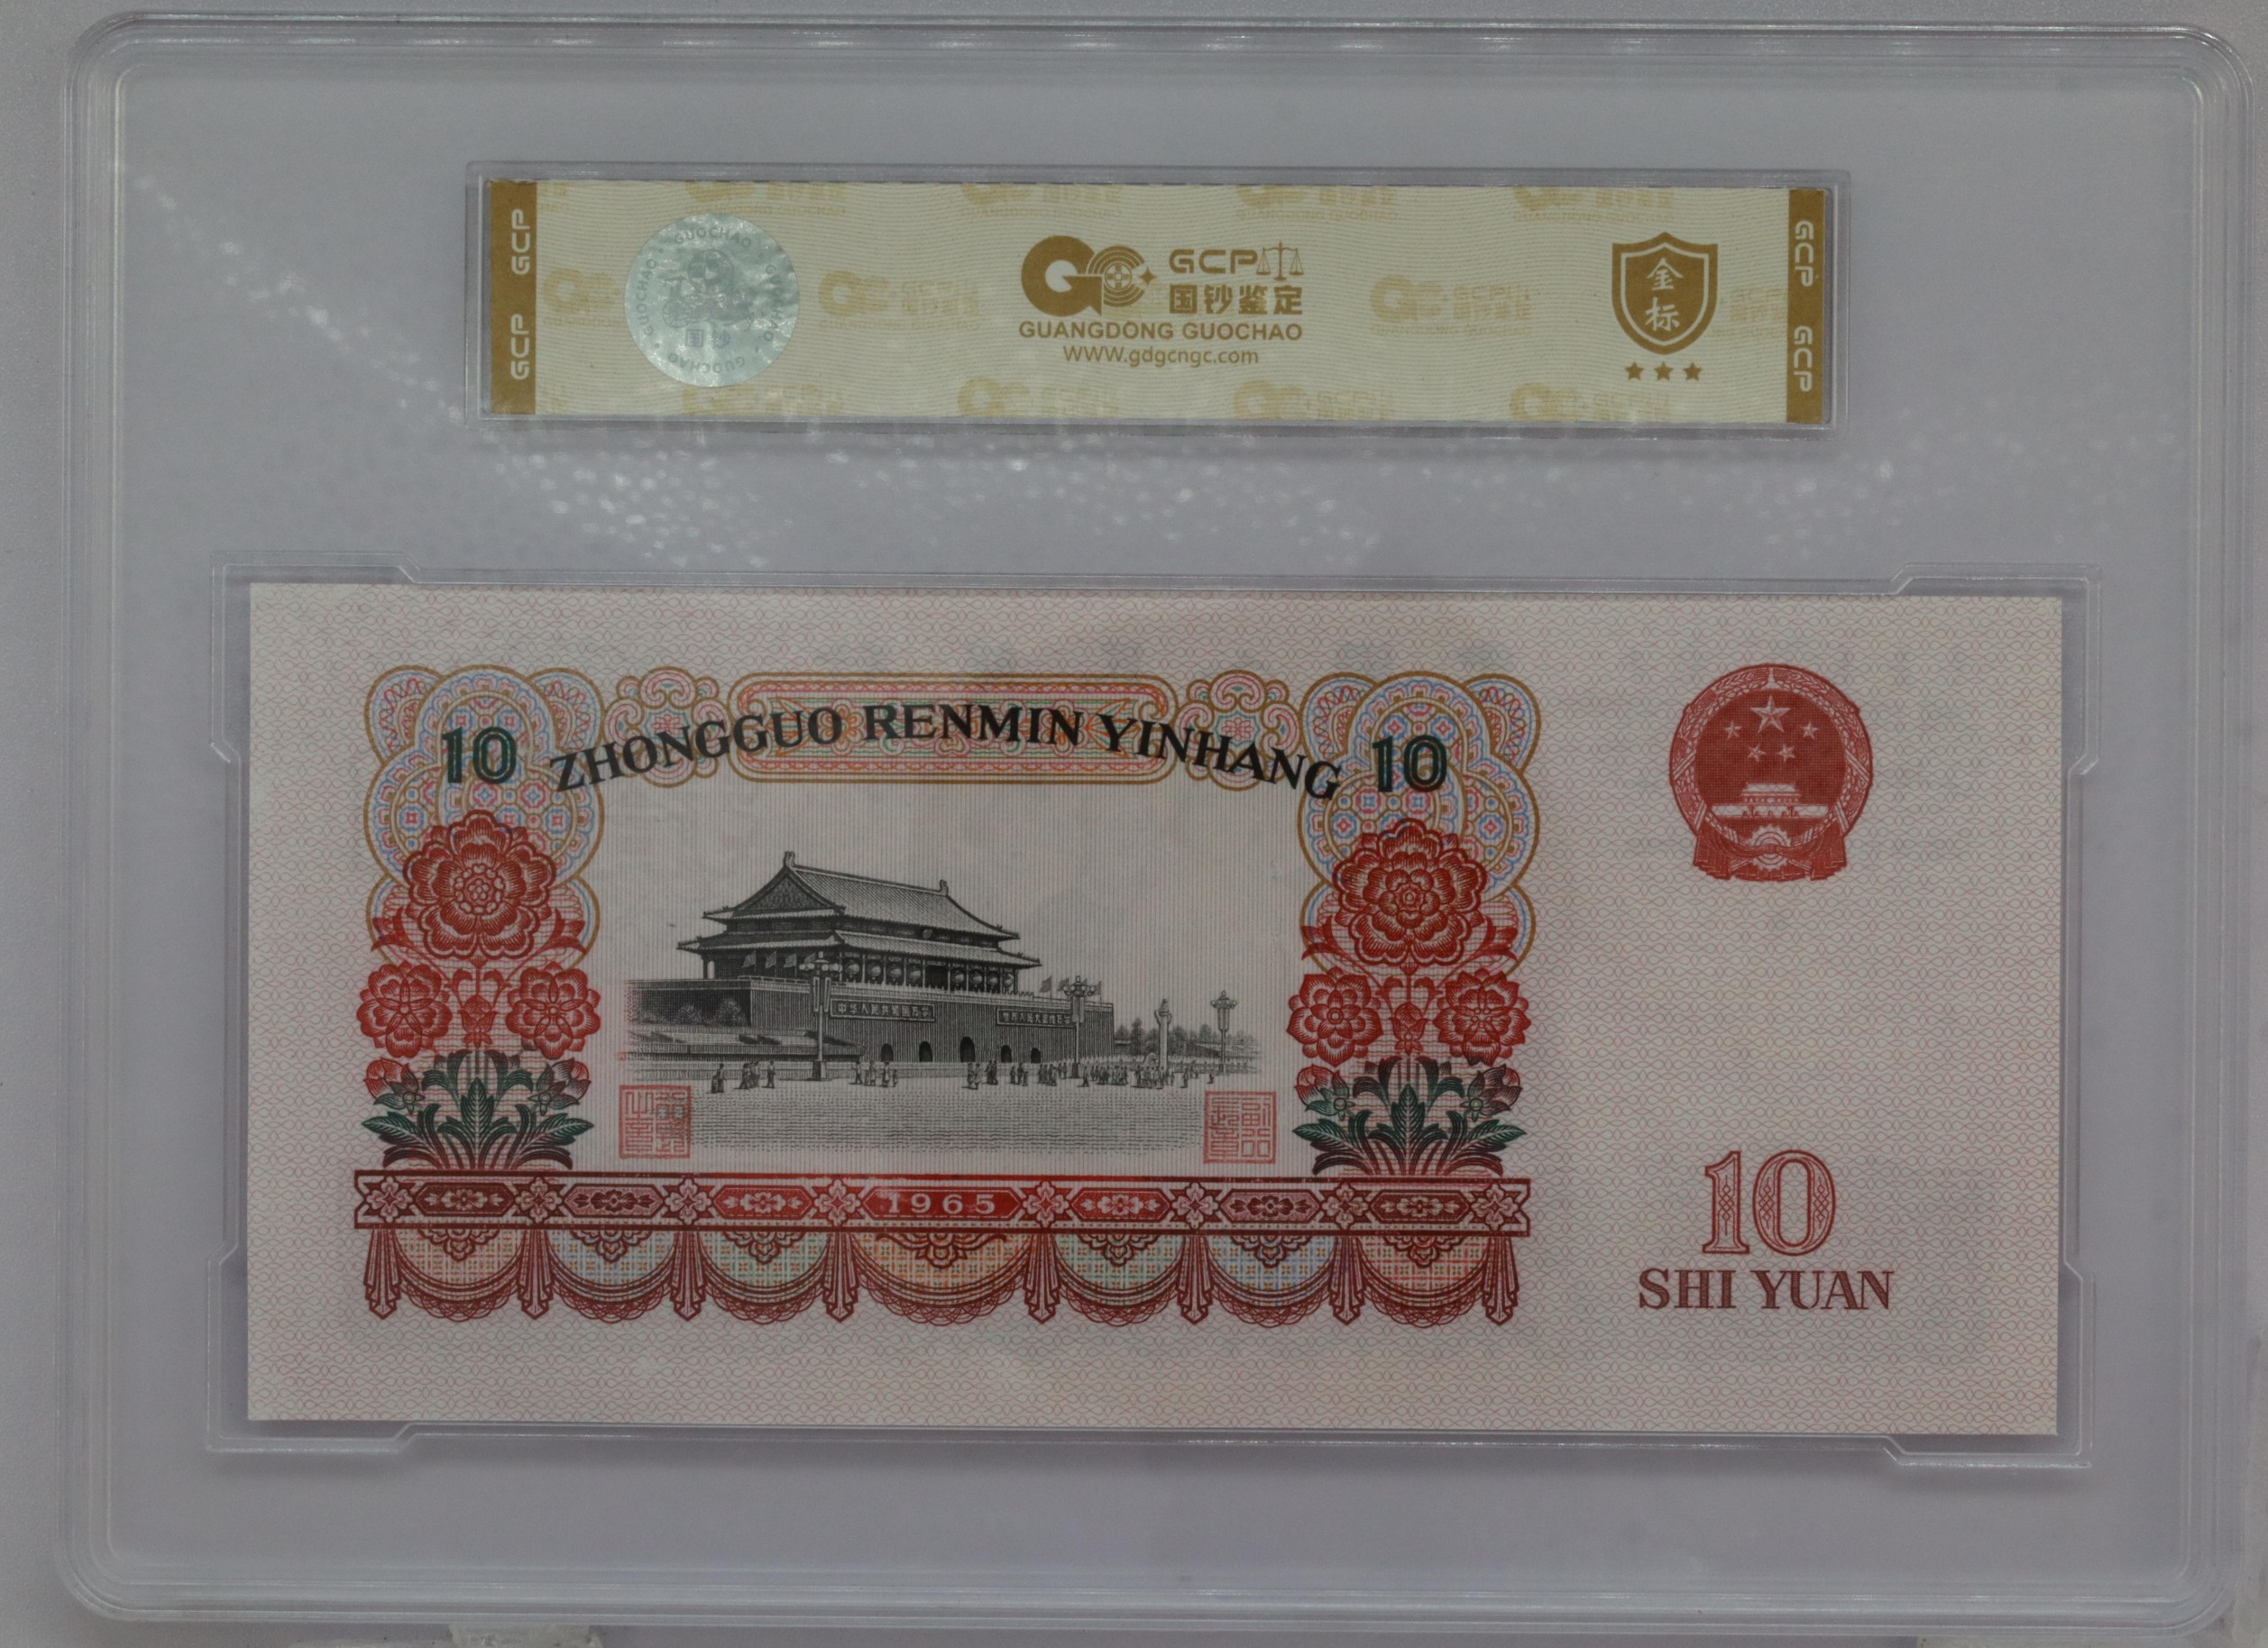 GCP GCP
GUOCHAO
GCP
国钞鉴定
GUANGDONG GUOCHAO
WWW.gdgcngc.com
金标
GCP GCP
10 ZHONGGUO RENMIN YINHANG 10
1965
10
SHI YUAN